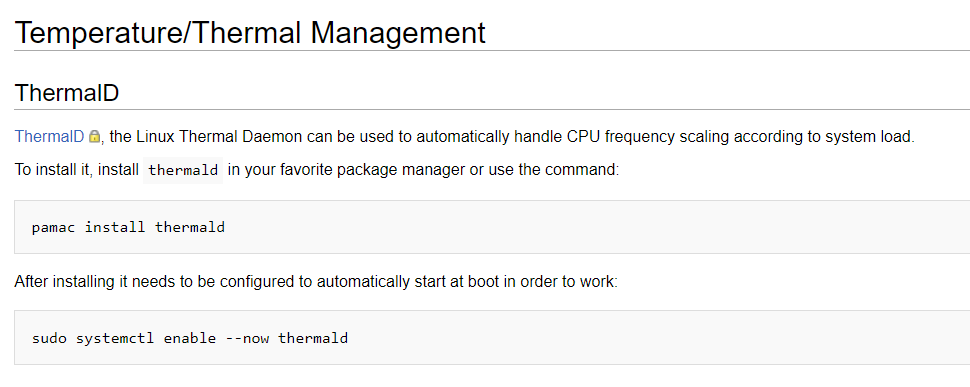 Temperature/Thermal Management
ThermalD
ThermalD, the Linux Thermal Daemon can be used to automatically handle CPU frequency scaling according to system load.
To install it, install thermald in your favorite package manager or use the command:
pamac install thermald
After installing it needs to be configured to automatically start at boot in order to work:
sudo systemctl enable --now thermald